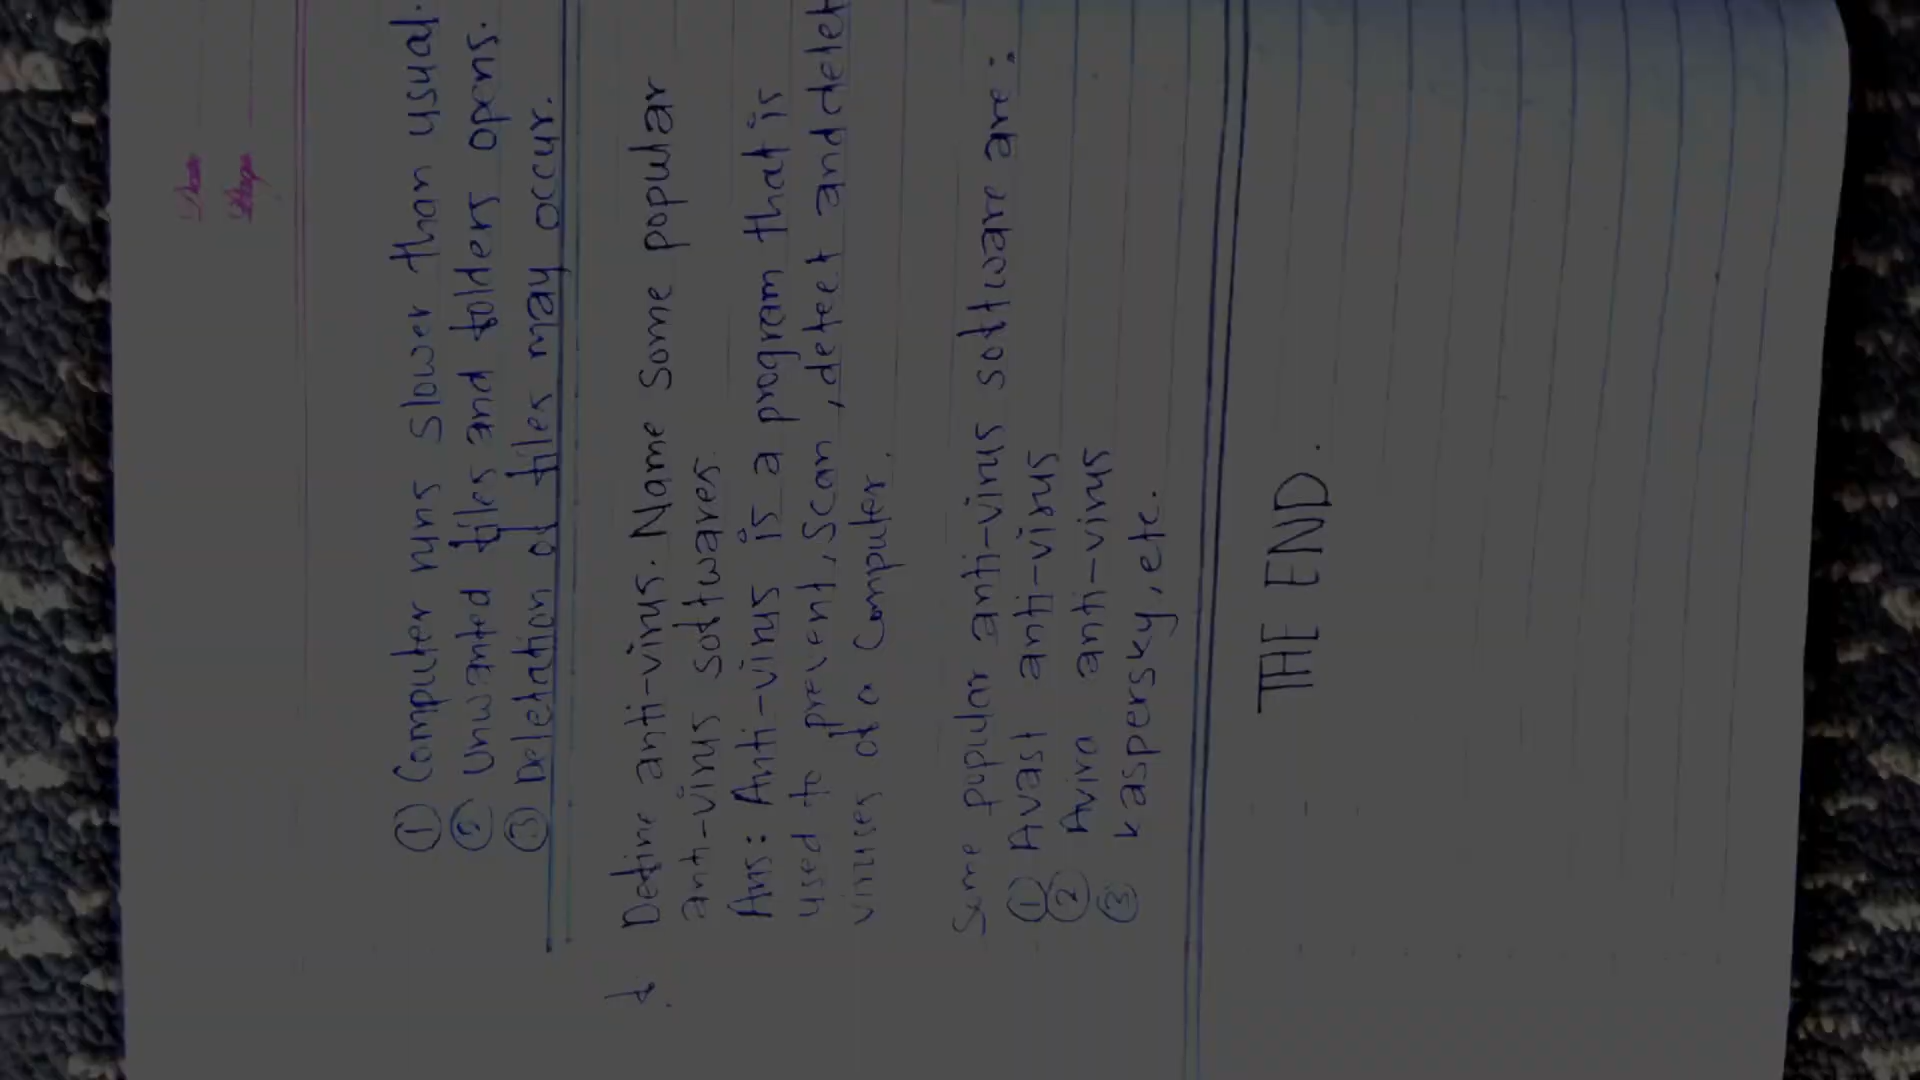 ① Computer runs slower than usual.
② Unwanted files and folders opens.
③ Deletation of files may occur.
f. Define anti-virus. Name some popular
anti-virus softwares.
Ans: Anti-virus is a program that is
used to prevent, scan, detect and delet
viruses of a computer.
Some popular anti-virus software are:
① Avast anti-virus
② Avira anti-virus
③ kaspersky, etc.
THE END.